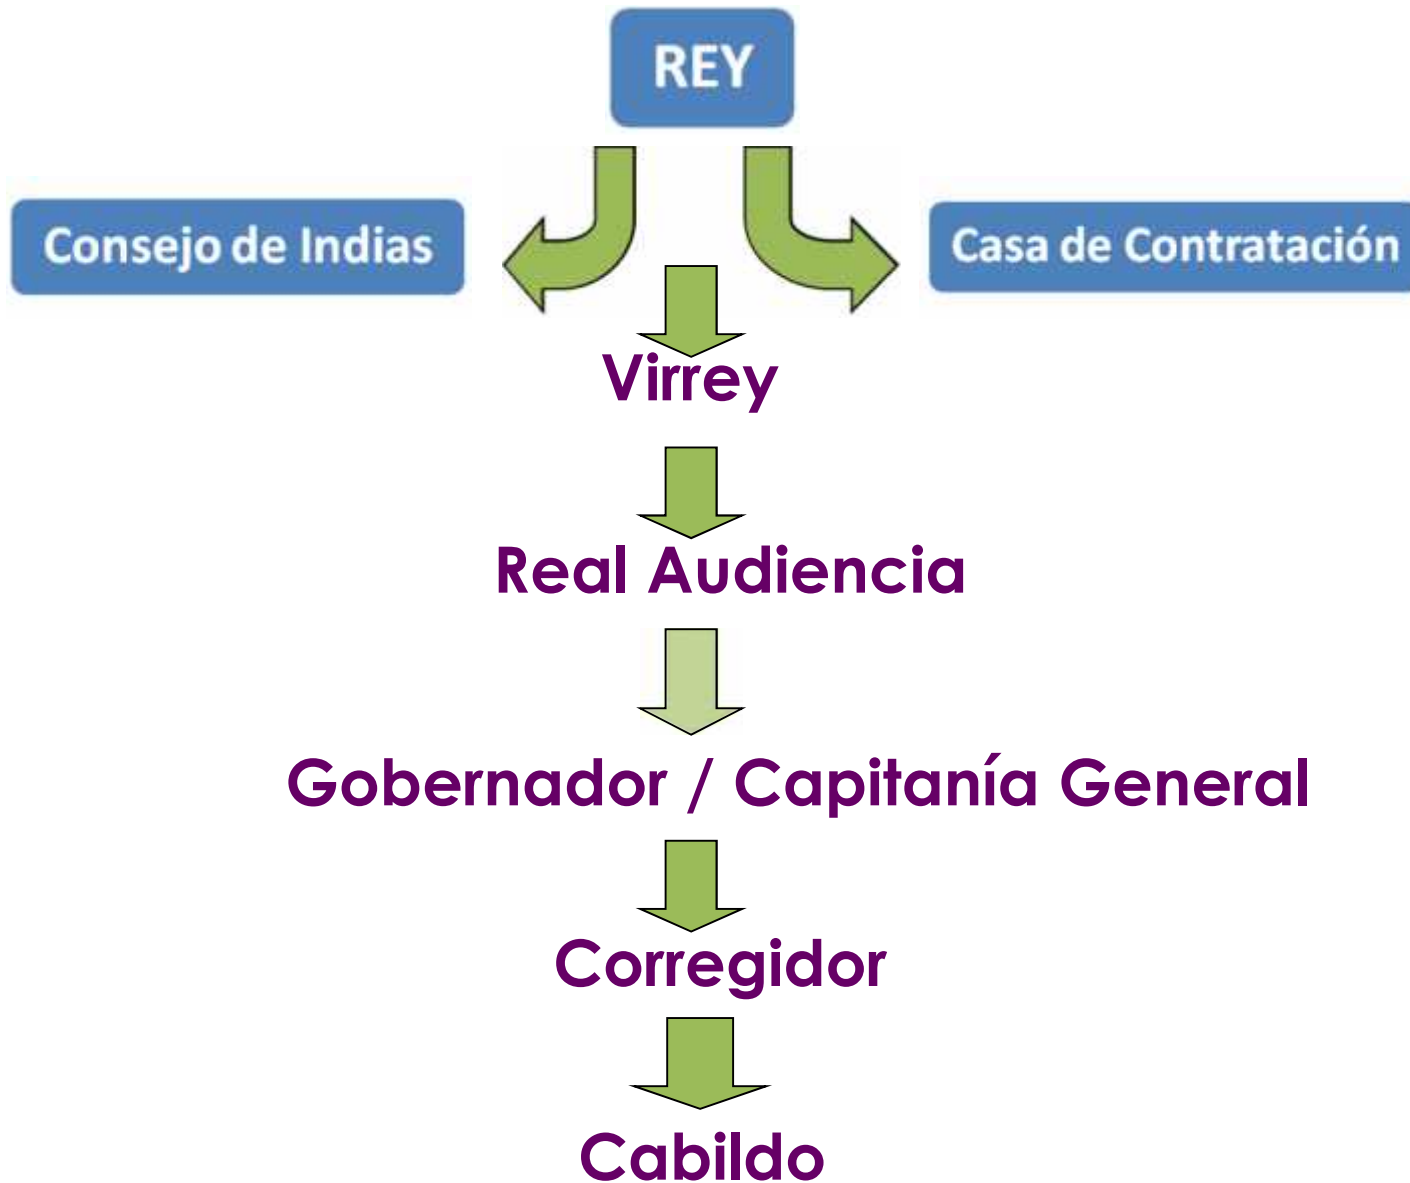 REY
Consejo de Indias
Casa de Contratación
Virrey
Real Audiencia
Gobernador / Capitanía General
Corregidor
Cabildo